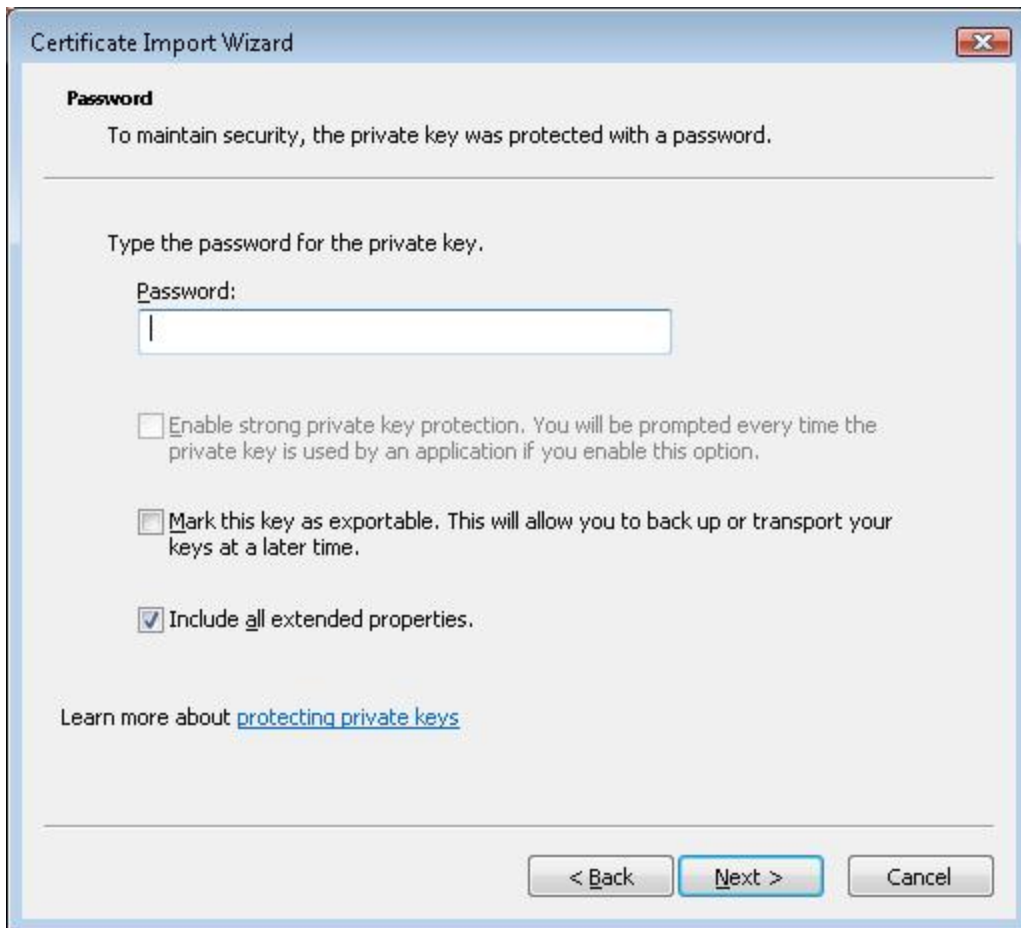 Certificate Import Wizard
Password
To maintain security, the private key was protected with a password.
Type the password for the private key.
Password:
Enable strong private key protection. You will be prompted every time the
private key is used by an application if you enable this option.
Mark this key as exportable. This will allow you to back up or transport your
keys at a later time.
Include all extended properties.
Learn more about protecting private keys
< Back Next > Cancel